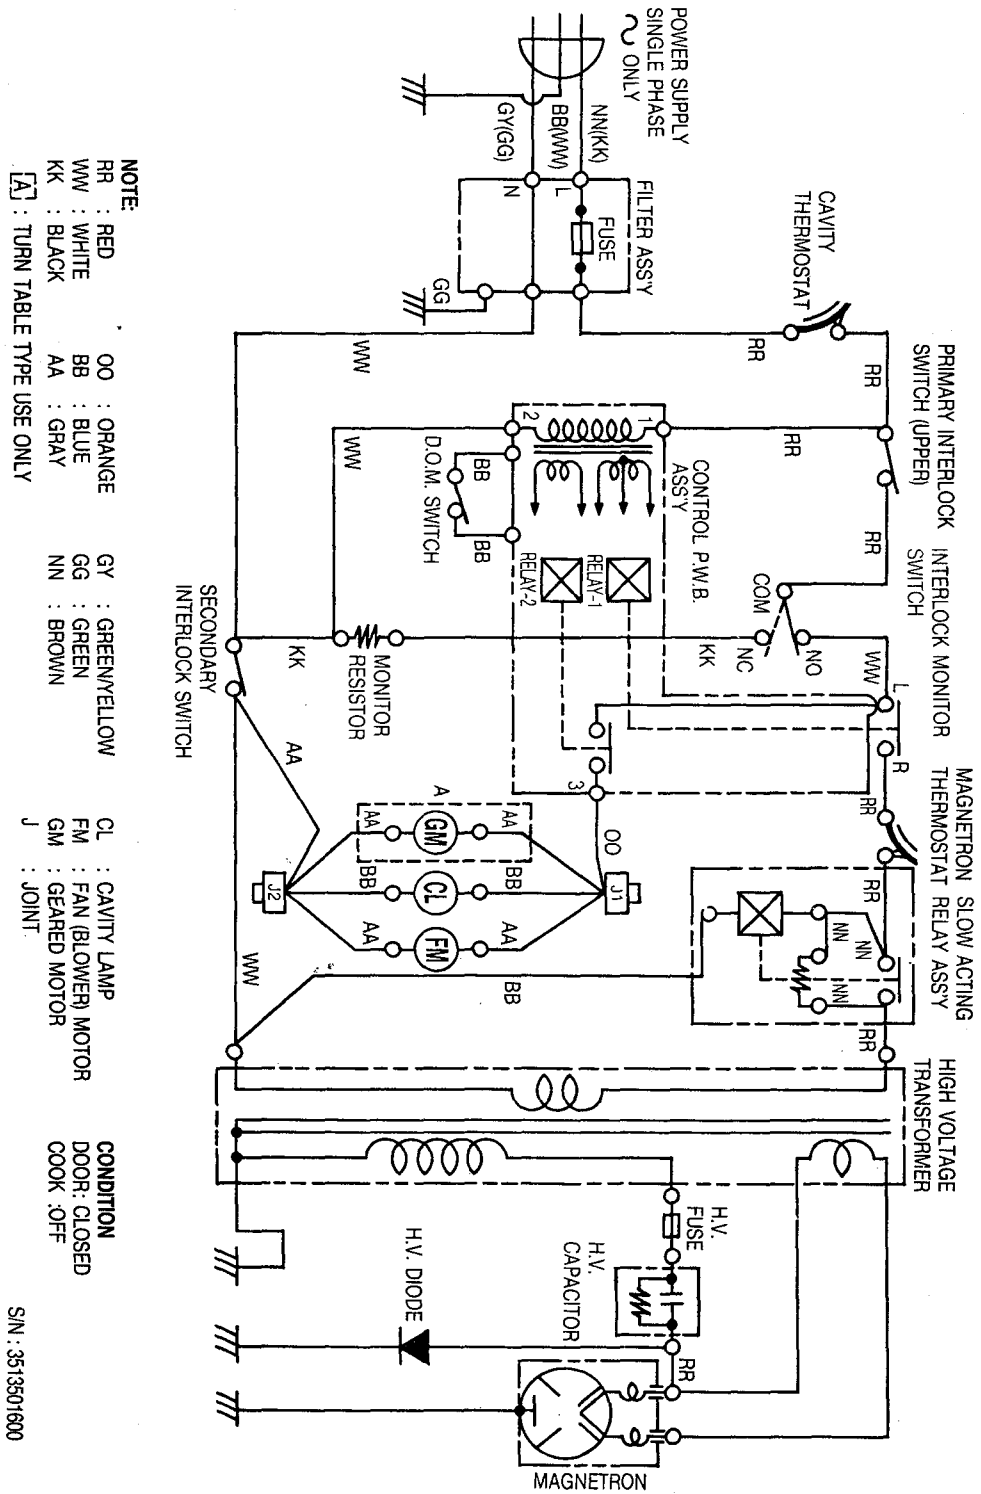 POWER SUPPLY
SINGLE PHASE
∿ ONLY
NN(KK)
BB(WW)
GY(GG)
FILTER ASS'Y
L
N
FUSE
GG
CAVITY
THERMOSTAT
RR
RR
WW
PRIMARY INTERLOCK
SWITCH (UPPER)
RR
RR
CONTROL P.W.B.
ASS'Y
1
2
WW
BB
BB
D.O.M. SWITCH
RELAY-1
RELAY-2
INTERLOCK MONITOR
SWITCH
COM
NO
NC
WW
KK
MONITOR
RESISTOR
KK
SECONDARY
INTERLOCK SWITCH
L
R
3
OO
AA
A
AA
GM
AA
BB
CL
BB
AA
FM
AA
J1
J2
MAGNETRON
THERMOSTAT
SLOW ACTING
RELAY ASS'Y
RR
RR
NN
NN
NN
RR
BB
WW
HIGH VOLTAGE
TRANSFORMER
H.V.
FUSE
H.V.
CAPACITOR
RR
H.V. DIODE
MAGNETRON
NOTE:
RR : RED
WW : WHITE
KK : BLACK
OO : ORANGE
BB : BLUE
AA : GRAY
GY : GREEN/YELLOW
GG : GREEN
NN : BROWN
CL : CAVITY LAMP
FM : FAN (BLOWER) MOTOR
GM : GEARED MOTOR
J : JOINT
A : TURN TABLE TYPE USE ONLY
CONDITION
DOOR: CLOSED
COOK :OFF
S/N : 3513501600